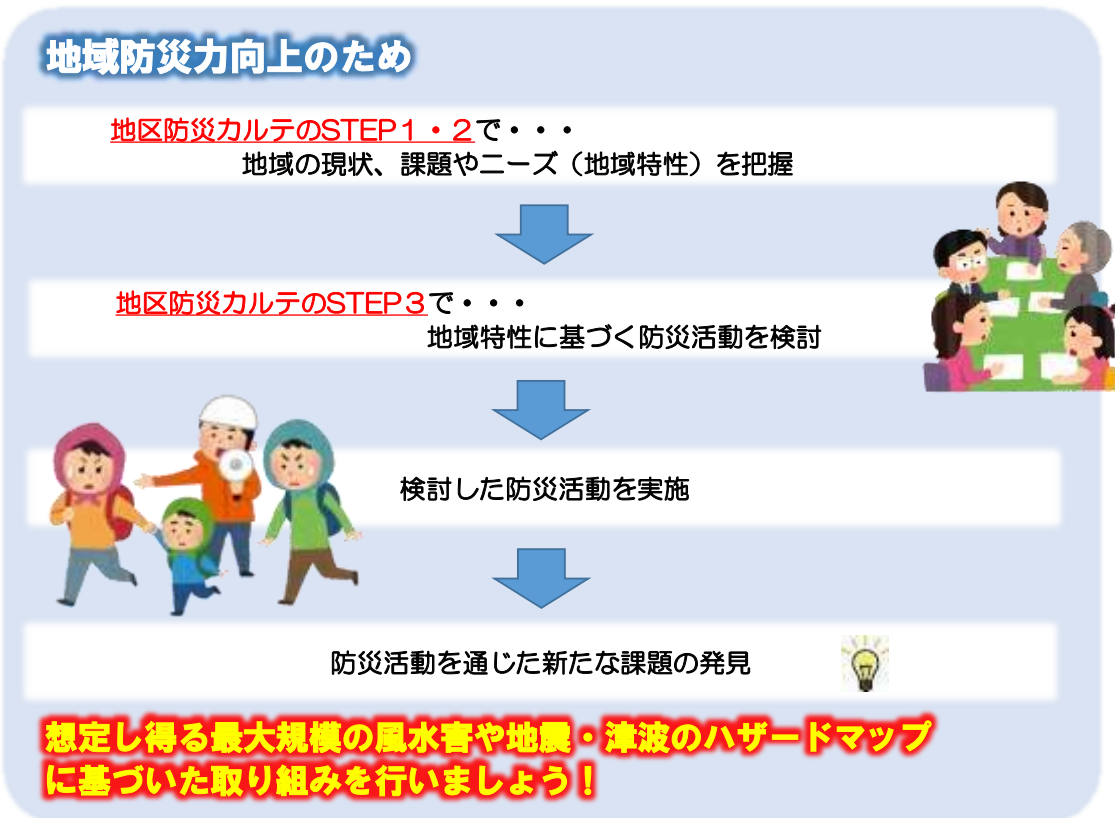 地域防災力向上のため
地区防災カルテのSTEP１・２で・・・
地域の現状、課題やニーズ（地域特性）を把握
地区防災カルテのSTEP３で・・・
地域特性に基づく防災活動を検討
検討した防災活動を実施
防災活動を通じた新たな課題の発見
想定し得る最大規模の風水害や地震・津波のハザードマップ
に基づいた取り組みを行いましょう！